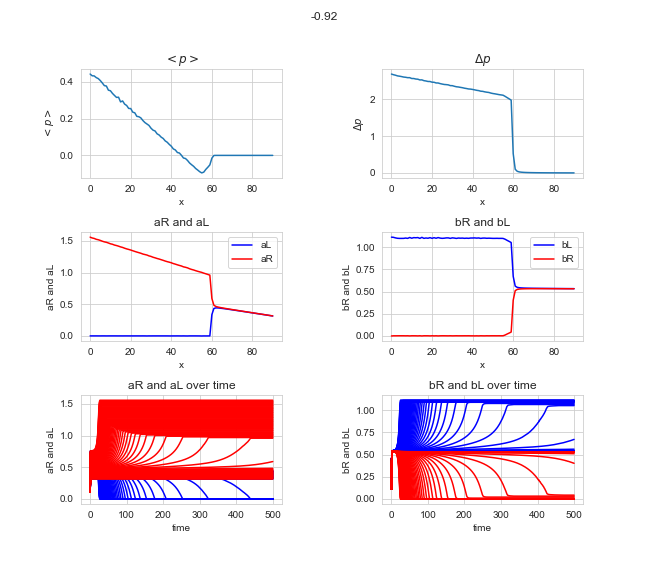 -0.92
< p >
Δp
< p >
0.4
0.2
0.0
0 20 40 60 80
x
Δp
2
1
0
0 20 40 60 80
x
aR and aL
bR and bL
aR and aL
1.5
1.0
0.5
0.0
aL
aR
0 20 40 60 80
x
bR and bL
1.00
0.75
0.50
0.25
0.00
bL
bR
0 20 40 60 80
x
aR and aL over time
bR and bL over time
aR and aL
1.5
1.0
0.5
0.0
0 100 200 300 400 500
time
bR and bL
1.00
0.75
0.50
0.25
0.00
0 100 200 300 400 500
time